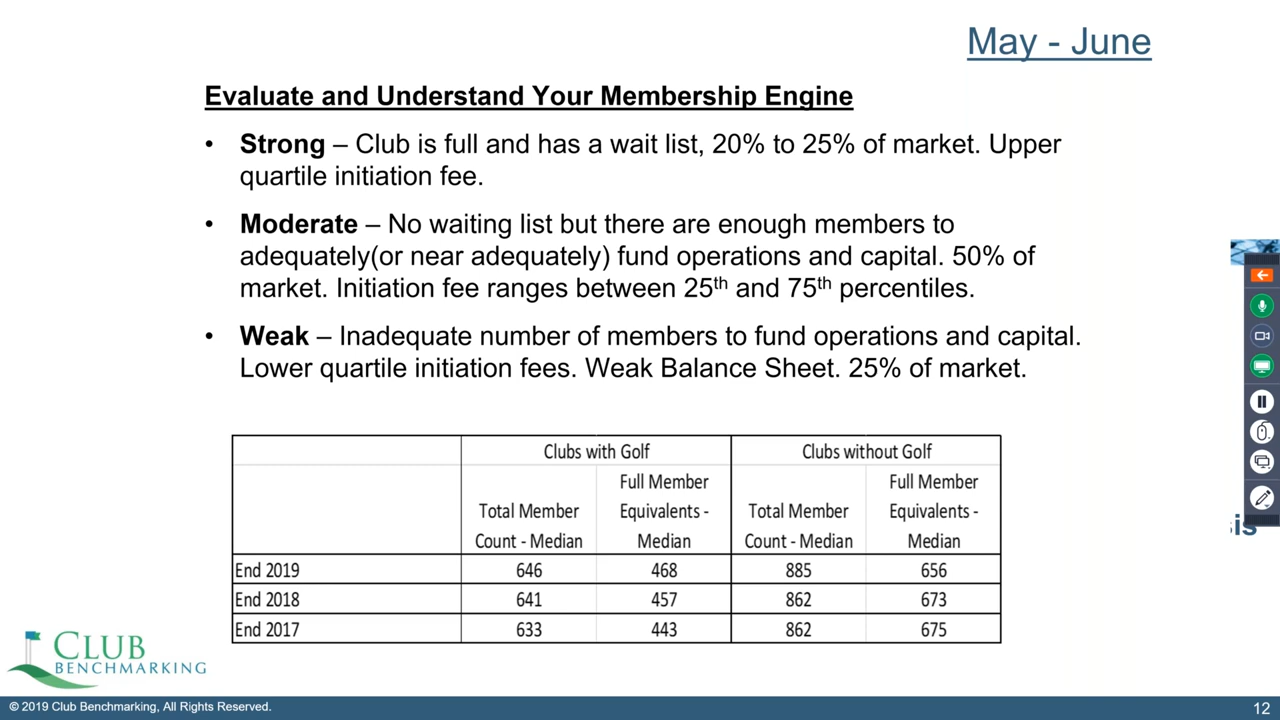 May - June
Evaluate and Understand Your Membership Engine
• Strong – Club is full and has a wait list, 20% to 25% of market. Upper
quartile initiation fee.
• Moderate – No waiting list but there are enough members to
adequately(or near adequately) fund operations and capital. 50% of
market. Initiation fee ranges between 25th and 75th percentiles.
• Weak – Inadequate number of members to fund operations and capital.
Lower quartile initiation fees. Weak Balance Sheet. 25% of market.
Clubs with Golf Clubs without Golf
Full Member Full Member
Total Member Equivalents - Total Member Equivalents -
Count - Median Median Count - Median Median
End 2019 646 468 885 656
End 2018 641 457 862 673
End 2017 633 443 862 675
CLUB
BENCHMARKING
© 2019 Club Benchmarking, All Rights Reserved.
12